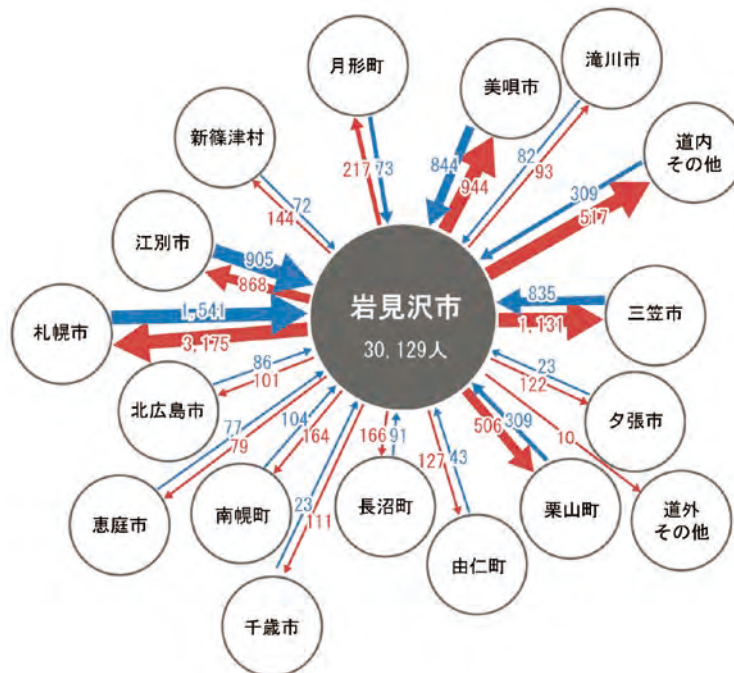 月形町
美唄市
滝川市
道内
その他
新篠津村
江別市
札幌市
岩見沢市
30,129人
三笠市
北広島市
夕張市
恵庭市
南幌町
長沼町
栗山町
道外
その他
由仁町
千歳市
217
73
844
944
82
93
309
517
72
144
905
868
1,541
3,175
835
1,131
86
101
23
122
77
79
104
164
166
91
127
43
506
309
10
23
111